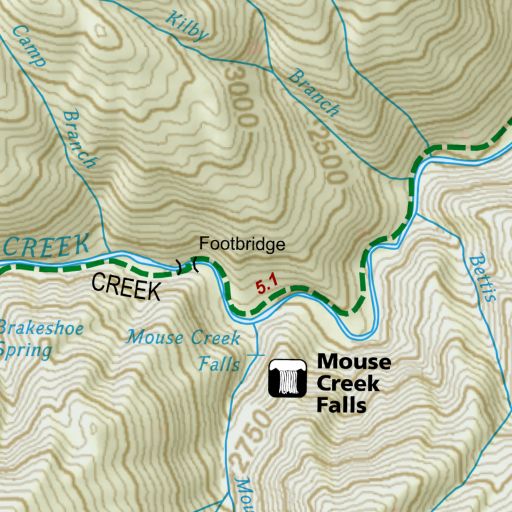 Kilby
Camp
3000
Branch
Branch
2500
CREEK
Footbridge
Bettis
CREEK
5.1
Brakeshoe
Spring
Mouse Creek
Falls
Mouse
Creek
Falls
2750
Mou